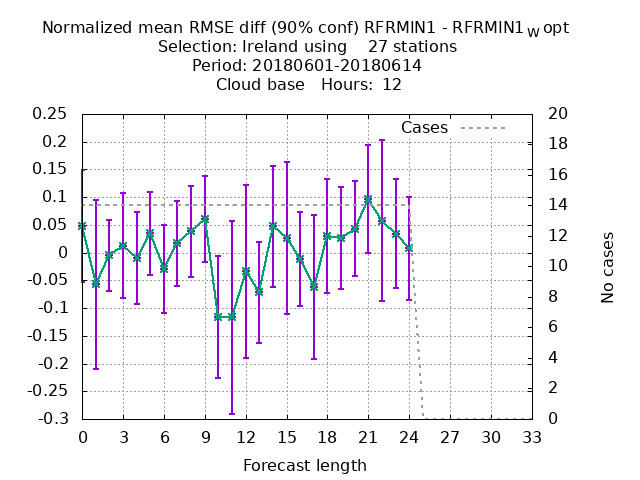 Normalized mean RMSE diff (90% conf) RFRMIN1 - RFRMIN1_W opt
Selection: Ireland using    27 stations
Period: 20180601-20180614
Cloud base   Hours:  12
Cases
0.25
0.2
0.15
0.1
0.05
0
-0.05
-0.1
-0.15
-0.2
-0.25
-0.3
20
18
16
14
12
10
8
6
4
2
0
No cases
0 3 6 9 12 15 18 21 24 27 30 33
Forecast length